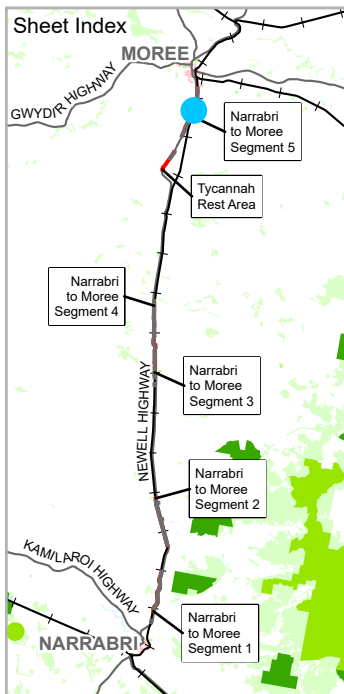 Sheet Index
MOREE
GWYDIR HIGHWAY
Narrabri
to Moree
Segment 5
Tycannah
Rest Area
Narrabri
to Moree
Segment 4
Narrabri
to Moree
Segment 3
NEWELL HIGHWAY
Narrabri
to Moree
Segment 2
KAMILAROI HIGHWAY
Narrabri
to Moree
Segment 1
NARRABRI